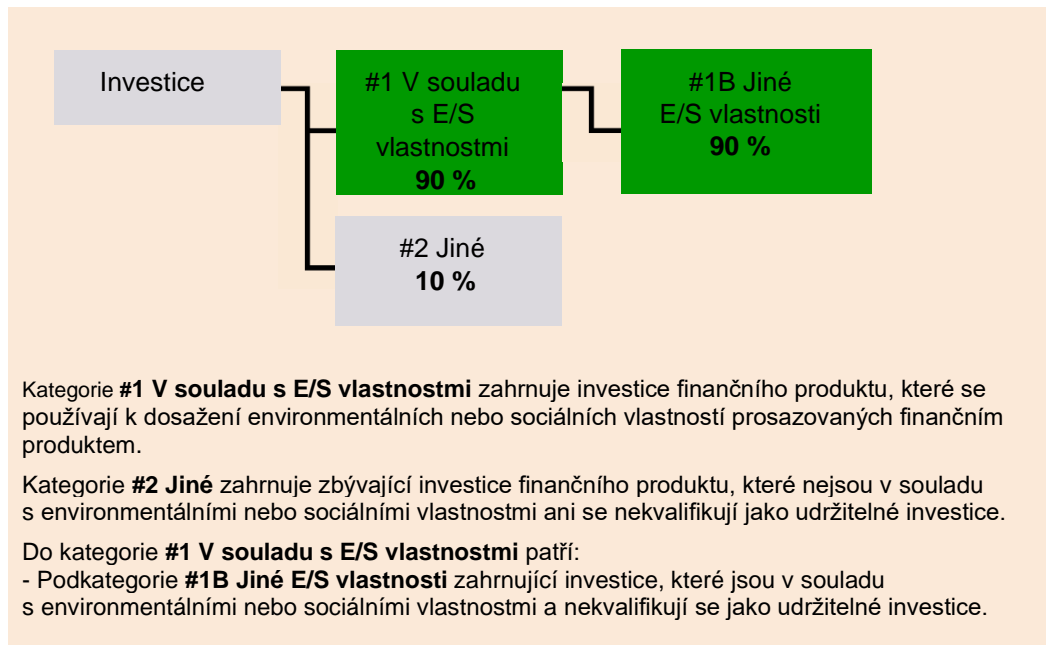 Investice
#1 V souladu
s E/S
vlastnostmi
90 %
#1B Jiné
E/S vlastnosti
90 %
#2 Jiné
10 %
Kategorie #1 V souladu s E/S vlastnostmi zahrnuje investice finančního produktu, které se
používají k dosažení environmentálních nebo sociálních vlastností prosazovaných finančním
produktem.
Kategorie #2 Jiné zahrnuje zbývající investice finančního produktu, které nejsou v souladu
s environmentálními nebo sociálními vlastnostmi ani se nekvalifikují jako udržitelné investice.
Do kategorie #1 V souladu s E/S vlastnostmi patří:
- Podkategorie #1B Jiné E/S vlastnosti zahrnující investice, které jsou v souladu
s environmentálními nebo sociálními vlastnostmi a nekvalifikují se jako udržitelné investice.